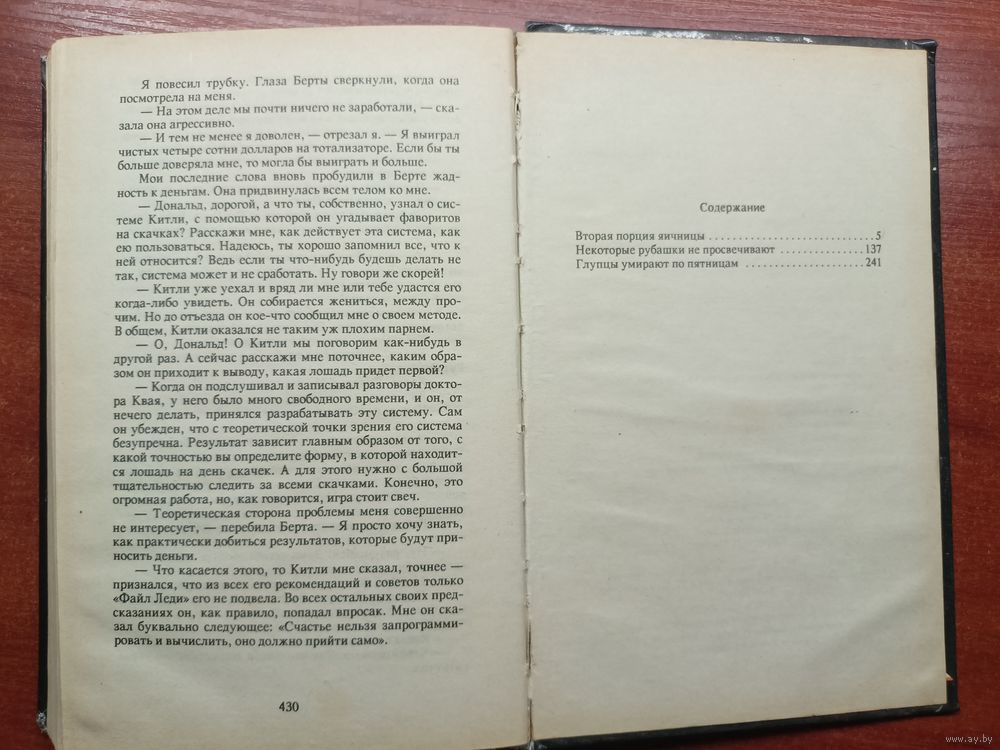 Я повесил трубку. Глаза Берты сверкнули, когда она
посмотрела на меня.
— На этом деле мы почти ничего не заработали, — ска-
зала она агрессивно.
— И тем не менее я доволен, — отрезал я. — Я выиграл
чистых четыре сотни долларов на тотализаторе. Если бы ты
больше доверяла мне, то могла бы выиграть и больше.
Мои последние слова вновь пробудили в Берте жад-
ность к деньгам. Она придвинулась всем телом ко мне.
— Дональд, дорогой, а что ты, собственно, узнал о си-
стеме Китли, с помощью которой он угадывает фаворитов
на скачках? Расскажи мне, как действует эта система, как
ею пользоваться. Надеюсь, ты хорошо запомнил все, что к
ней относится? Ведь если ты что-нибудь будешь делать не
так, система может и не сработать. Ну говори же скорей!
— Китли уже уехал и вряд ли мне или тебе удастся его
когда-либо увидеть. Он собирается жениться, между про-
чим. Но до отъезда он кое-что сообщил мне о своем методе.
В общем, Китли оказался не таким уж плохим парнем.
— О, Дональд! О Китли мы поговорим как-нибудь в
другой раз. А сейчас расскажи мне поточнее, каким обра-
зом он приходит к выводу, какая лошадь придет первой?
— Когда он подслушивал и записывал разговоры докто-
ра Квая, у него было много свободного времени, и он, от
нечего делать, принялся разрабатывать эту систему. Сам
он убежден, что с теоретической точки зрения его система
безупречна. Результат зависит главным образом от того, с
какой точностью вы определите форму, в которой находит-
ся лошадь на день скачек. А для этого нужно с большой
тщательностью следить за всеми скачками. Конечно, это
огромная работа, но, как говорится, игра стоит свеч.
— Теоретическая сторона проблемы меня совершенно
не интересует, — перебила Берта. — Я просто хочу знать,
как практически добиться результатов, которые будут при-
носить деньги.
— Что касается этого, то Китли мне сказал, точнее —
признался, что из всех его рекомендаций и советов только
«Файл Леди» его не подвела. Во всех остальных своих пред-
сказаниях он, как правило, попадал впросак. Мне он ска-
зал буквально следующее: «Счастье нельзя запрограмми-
ровать и вычислить, оно должно прийти само».
430
Содержание
Вторая порция яичницы . . . . . . . . . . . . . . . . . . . . . . 5
Некоторые рубашки не просвечивают . . . . . . . . . . . 137
Глупцы умирают по пятницам . . . . . . . . . . . . . . . . 241
www.ay.by